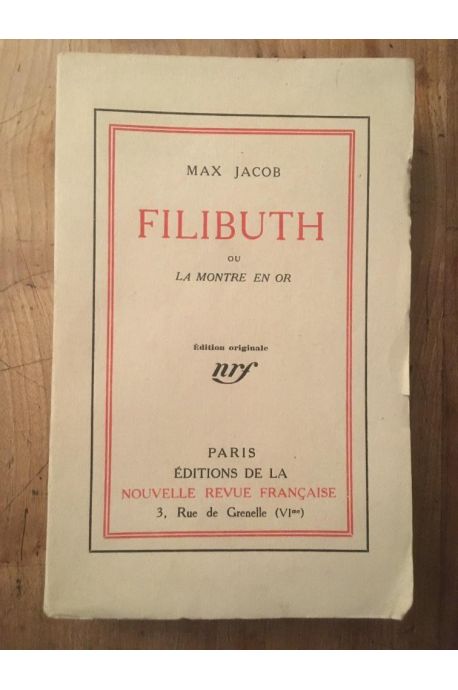 MAX JACOB
FILIBUTH
OU
LA MONTRE EN OR
Édition originale
nrf
PARIS
ÉDITIONS DE LA
NOUVELLE REVUE FRANÇAISE
3, Rue de Grenelle (VIme)